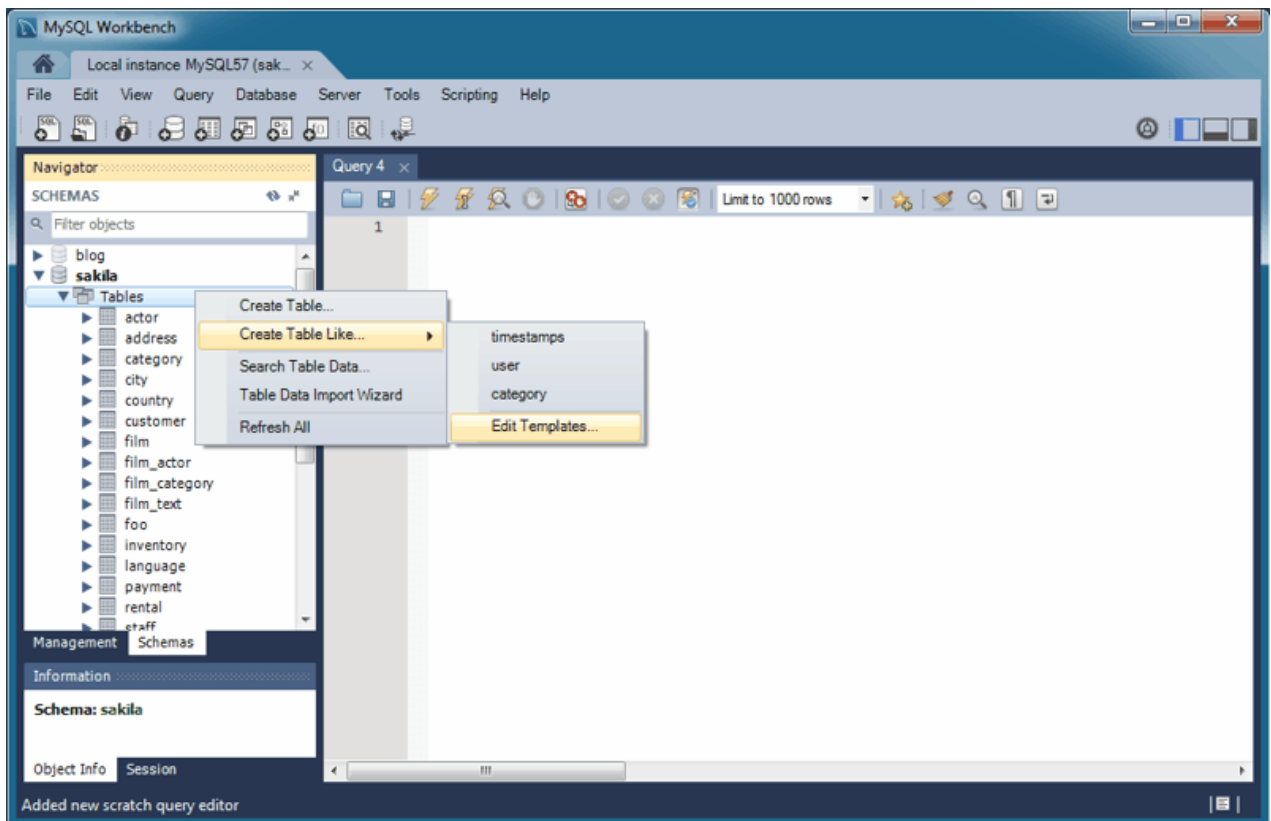 MySQL Workbench
Local instance MySQL57 (sak... ×
File Edit View Query Database Server Tools Scripting Help
Navigator
Query 4 ×
SCHEMAS
Limit to 1000 rows
Filter objects
1
blog
sakila
Tables
actor
address
category
city
country
customer
film
film_actor
film_category
film_text
foo
inventory
language
payment
rental
staff
Create Table...
Create Table Like...
Search Table Data...
Table Data Import Wizard
Refresh All
timestamps
user
category
Edit Templates...
Management Schemas
Information
Schema: sakila
Object Info Session
Added new scratch query editor